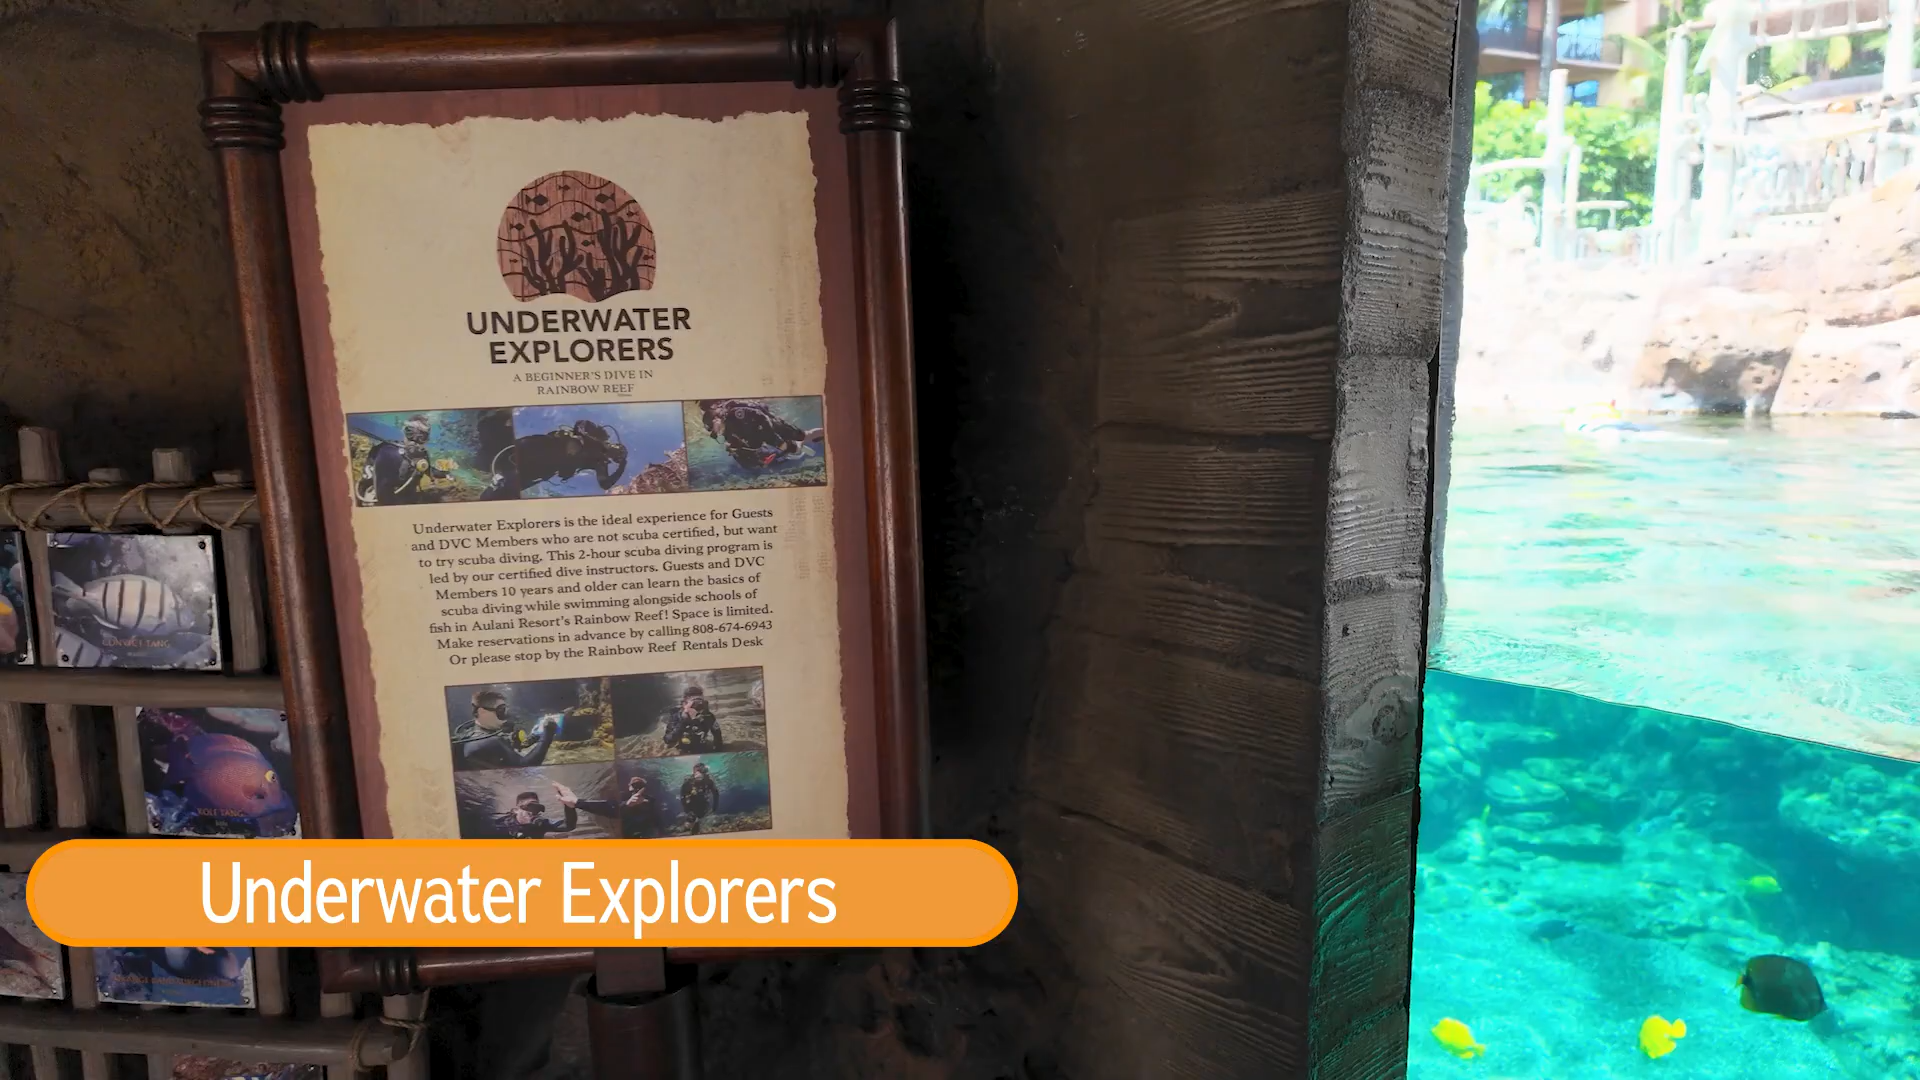 UNDERWATER
EXPLORERS
A BEGINNER'S DIVE IN
RAINBOW REEF
Underwater Explorers is the ideal experience for Guests
and DVC Members who are not scuba certified, but want
to try scuba diving. This 2-hour scuba diving program is
led by our certified dive instructors. Guests and DVC
Members 10 years and older can learn the basics of
scuba diving while swimming alongside schools of
fish in Aulani Resort's Rainbow Reef! Space is limited.
Make reservations in advance by calling 808-674-6943
Or please stop by the Rainbow Reef Rentals Desk
CONVICT TANG
KOLE TANG
Underwater Explorers